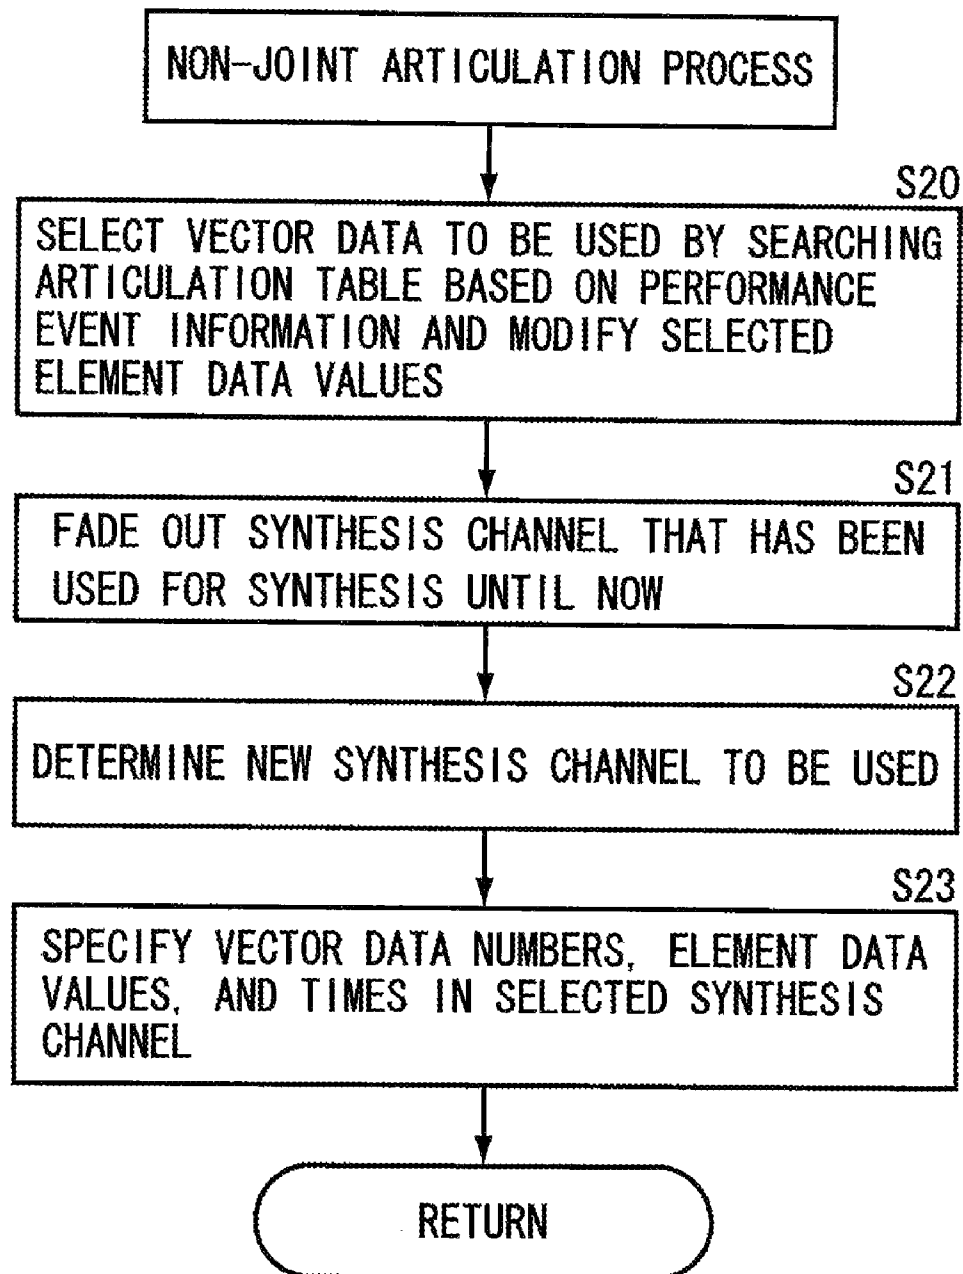 NON-JOINT ARTICULATION PROCESS
S20
SELECT VECTOR DATA TO BE USED BY SEARCHING
ARTICULATION TABLE BASED ON PERFORMANCE
EVENT INFORMATION AND MODIFY SELECTED
ELEMENT DATA VALUES
S21
FADE OUT SYNTHESIS CHANNEL THAT HAS BEEN
USED FOR SYNTHESIS UNTIL NOW
S22
DETERMINE NEW SYNTHESIS CHANNEL TO BE USED
S23
SPECIFY VECTOR DATA NUMBERS, ELEMENT DATA
VALUES, AND TIMES IN SELECTED SYNTHESIS
CHANNEL
RETURN